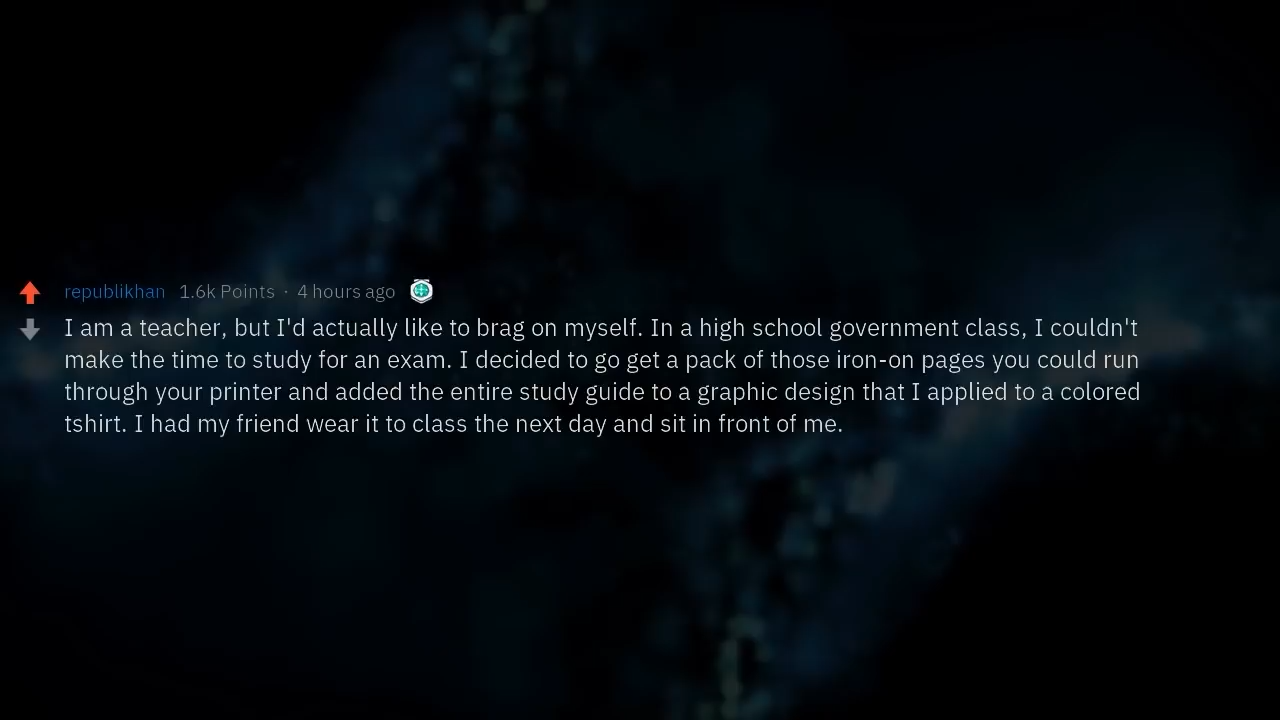 republikhan 1.6k Points · 4 hours ago
I am a teacher, but I'd actually like to brag on myself. In a high school government class, I couldn't
make the time to study for an exam. I decided to go get a pack of those iron-on pages you could run
through your printer and added the entire study guide to a graphic design that I applied to a colored
tshirt. I had my friend wear it to class the next day and sit in front of me.